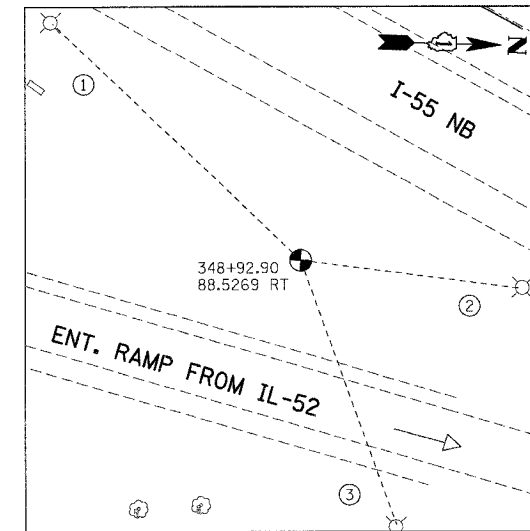 N
1
I-55 NB
348+92.90
88.5269 RT
2
ENT. RAMP FROM IL-52
3